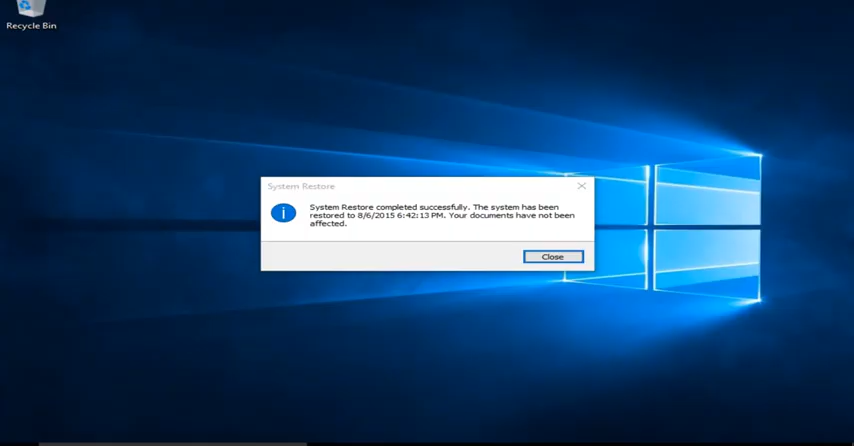 Recycle Bin
System Restore
System Restore completed successfully. The system has been
restored to 8/6/2015 6:42:13 PM. Your documents have not been
affected.
Close